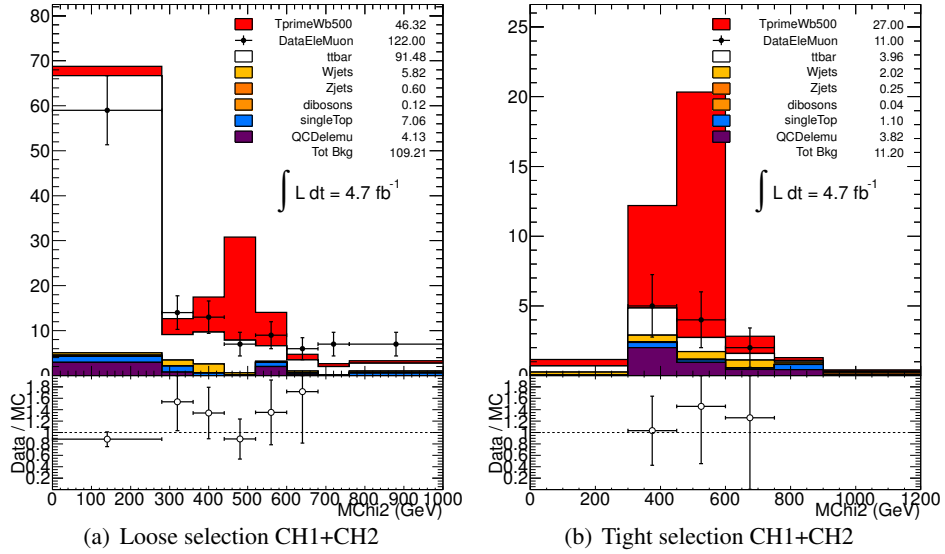 80
70
60
50
40
30
20
10
0
TprimeWb500 46.32
DataEleMuon 122.00
ttbar 91.48
Wjets 5.82
Zjets 0.60
dibosons 0.12
singleTop 7.06
QCDelemu 4.13
Tot Bkg 109.21
∫ L dt = 4.7 fb⁻¹
Data / MC
1.8
1.6
1.4
1.2
1
0.8
0.6
0.4
0.2
0 100 200 300 400 500 600 700 800 900 1000
MChi2 (GeV)
(a) Loose selection CH1+CH2
25
20
15
10
5
0
TprimeWb500 27.00
DataEleMuon 11.00
ttbar 3.96
Wjets 2.02
Zjets 0.25
dibosons 0.04
singleTop 1.10
QCDelemu 3.82
Tot Bkg 11.20
∫ L dt = 4.7 fb⁻¹
Data / MC
1.8
1.6
1.4
1.2
1
0.8
0.6
0.4
0.2
0 200 400 600 800 1000 1200
MChi2 (GeV)
(b) Tight selection CH1+CH2